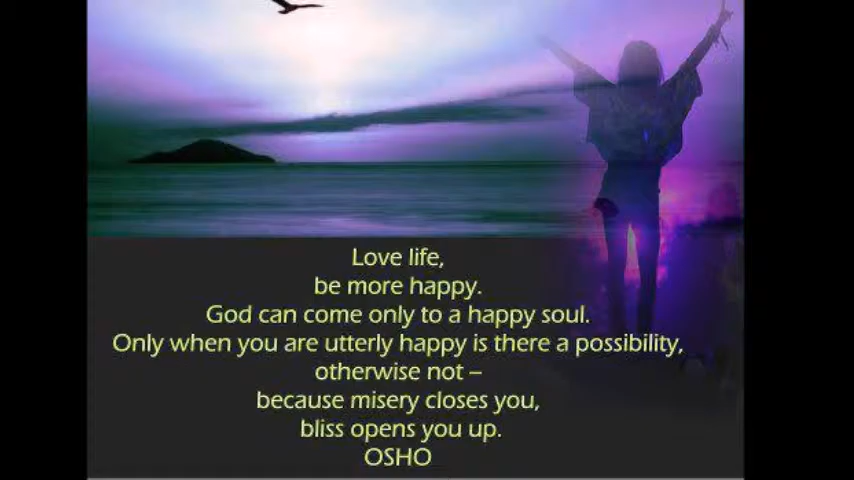 Love life,
be more happy.
God can come only to a happy soul.
Only when you are utterly happy is there a possibility,
otherwise not –
because misery closes you,
bliss opens you up.
OSHO